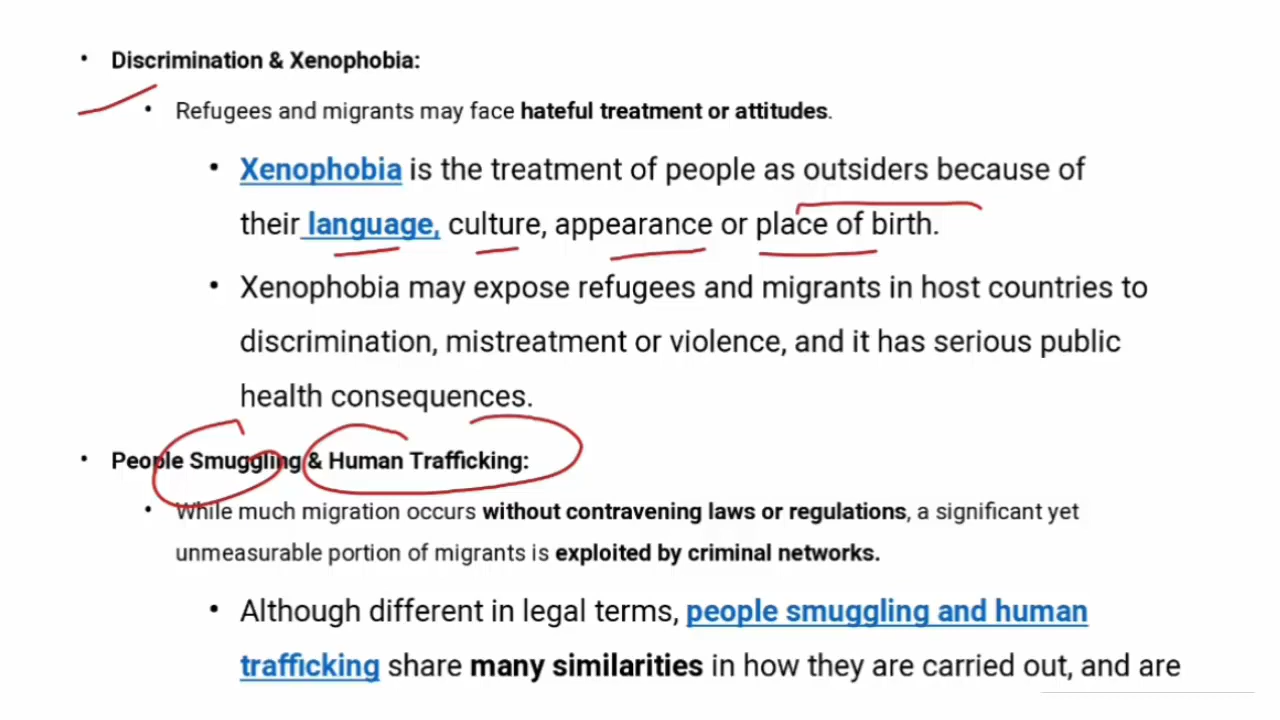 • Discrimination & Xenophobia:
• Refugees and migrants may face hateful treatment or attitudes.
• Xenophobia is the treatment of people as outsiders because of
their language, culture, appearance or place of birth.
• Xenophobia may expose refugees and migrants in host countries to
discrimination, mistreatment or violence, and it has serious public
health consequences.
• People Smuggling & Human Trafficking:
• While much migration occurs without contravening laws or regulations, a significant yet
unmeasurable portion of migrants is exploited by criminal networks.
• Although different in legal terms, people smuggling and human
trafficking share many similarities in how they are carried out, and are